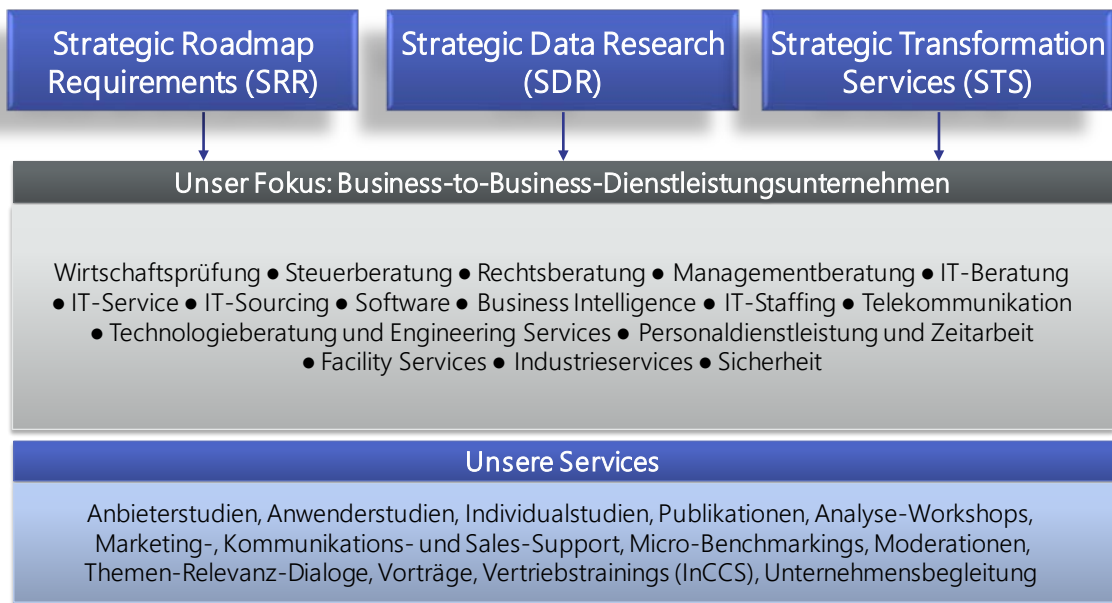 Strategic Roadmap
Requirements (SRR)
Strategic Data Research
(SDR)
Strategic Transformation
Services (STS)
Unser Fokus: Business-to-Business-Dienstleistungsunternehmen
Wirtschaftsprüfung ● Steuerberatung ● Rechtsberatung ● Managementberatung ● IT-Beratung
● IT-Service ● IT-Sourcing ● Software ● Business Intelligence ● IT-Staffing ● Telekommunikation
● Technologieberatung und Engineering Services ● Personaldienstleistung und Zeitarbeit
● Facility Services ● Industrieservices ● Sicherheit
Unsere Services
Anbieterstudien, Anwenderstudien, Individualstudien, Publikationen, Analyse-Workshops,
Marketing-, Kommunikations- und Sales-Support, Micro-Benchmarkings, Moderationen,
Themen-Relevanz-Dialoge, Vorträge, Vertriebstrainings (InCCS), Unternehmensbegleitung